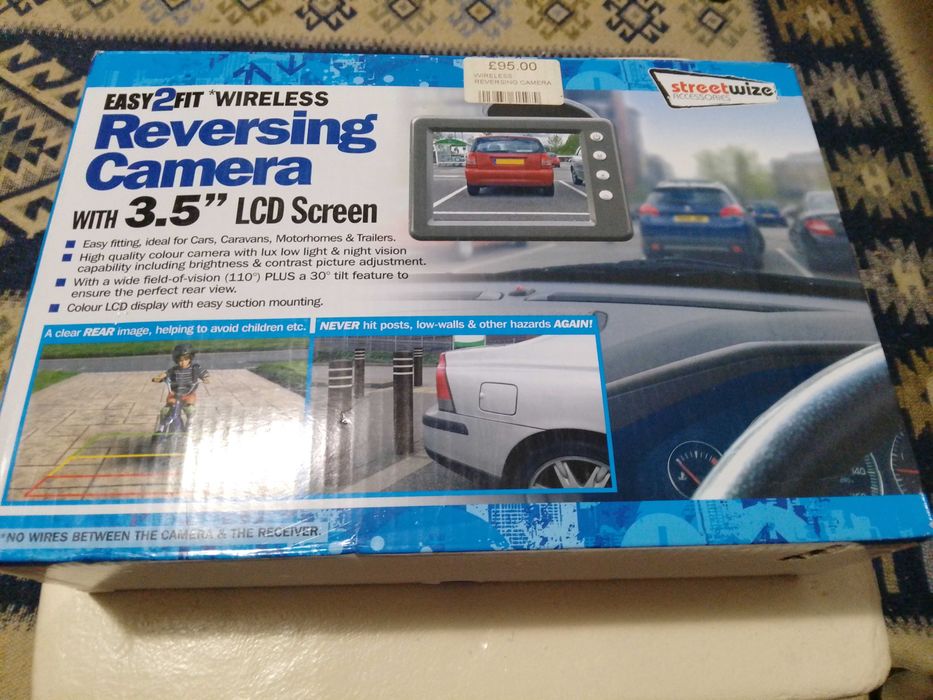 £95.00
WIRELESS
REVERSING CAMERA
streetwize
ACCESSORIES
EASY2FIT *WIRELESS
Reversing
Camera
WITH 3.5” LCD Screen
Easy fitting, ideal for Cars, Caravans, Motorhomes & Trailers.
High quality colour camera with lux low light & night vision
capability including brightness & contrast picture adjustment.
With a wide field-of-vision (110°) PLUS a 30° tilt feature to
ensure the perfect rear view.
Colour LCD display with easy suction mounting.
A clear REAR image, helping to avoid children etc.
NEVER hit posts, low-walls & other hazards AGAIN!
*NO WIRES BETWEEN THE CAMERA & THE RECEIVER.